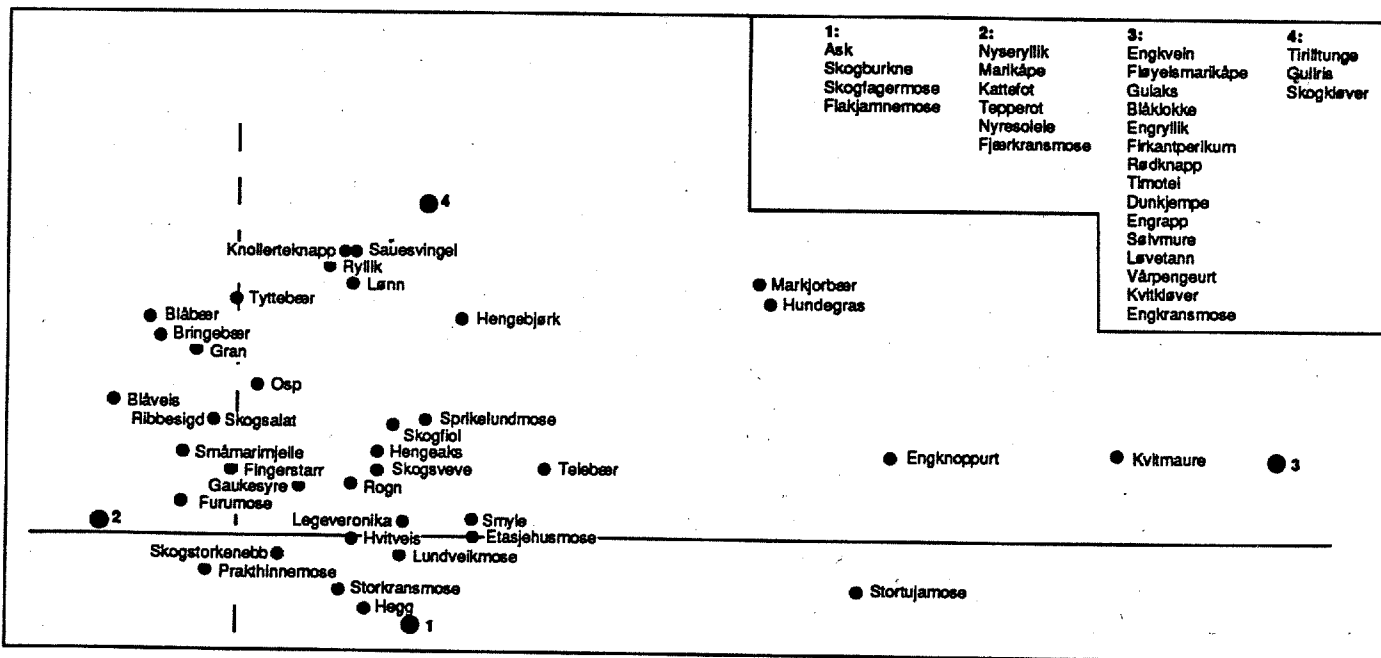 1:
Ask
Skogburkne
Skogfagermose
Flakjamnemose
2:
Nyseryllik
Marikåpe
Kattefot
Tepperot
Nyresoleie
Fjærkransmose
3:
Engkvein
Fløyelsmarikåpe
Gulaks
Blåklokke
Engryllik
Firkantperikum
Rødknapp
Timotei
Dunkjempe
Engrapp
Sølvmure
Løvetann
Vårpengeurt
Kvitkløver
Engkransmose
4:
Tiriltunge
Gullris
Skogkløver
4
Knollerteknapp Sauesvingel
Ryllik
Lønn
Markjorbær
Tyttebær
Hundegras
Blåbær
Hengebjørk
Bringebær
Gran
Osp
Blåveis
Ribbesigd Skogsalat
Sprikelundmose
Skogfiol
Småmarimjelle
Hengeaks
Engknoppurt
Kvitmaure
3
Fingerstarr
Skogsveve
Teiebær
Gaukesyre
Rogn
Furumose
2
Legeveronika
Smyle
Hvitveis
Etasjehusmose
Skogstorkenebb
Lundveikmose
Prakthinnemose
Storkransmose
Stortujamose
Hegg
1